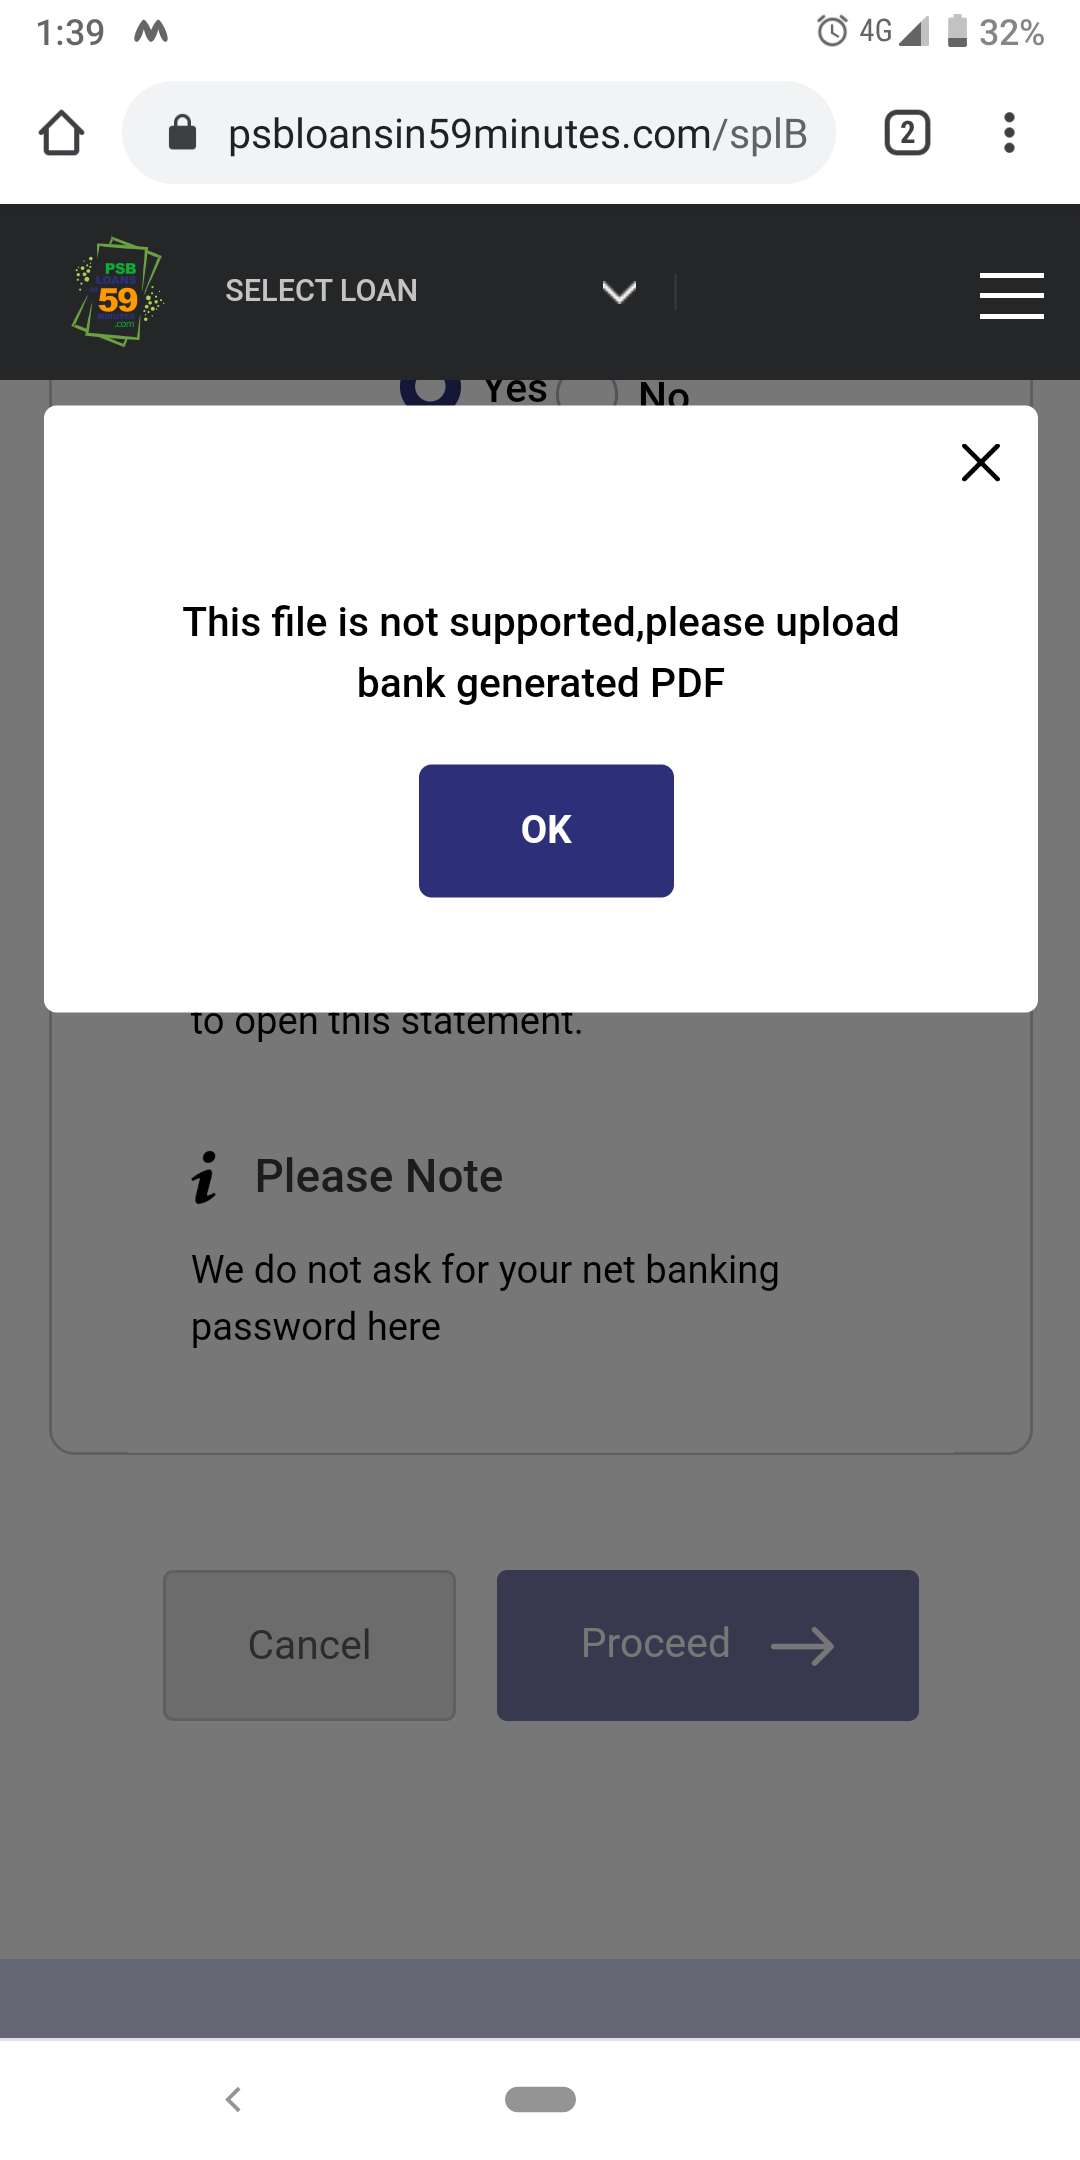 1:39
4G
32%
psbloansin59minutes.com/splB
2
PSB
LOANS
IN
59
MINUTES
.com
SELECT LOAN
Yes
No
This file is not supported,please upload
bank generated PDF
OK
to open this statement.
i Please Note
We do not ask for your net banking
password here
Cancel
Proceed